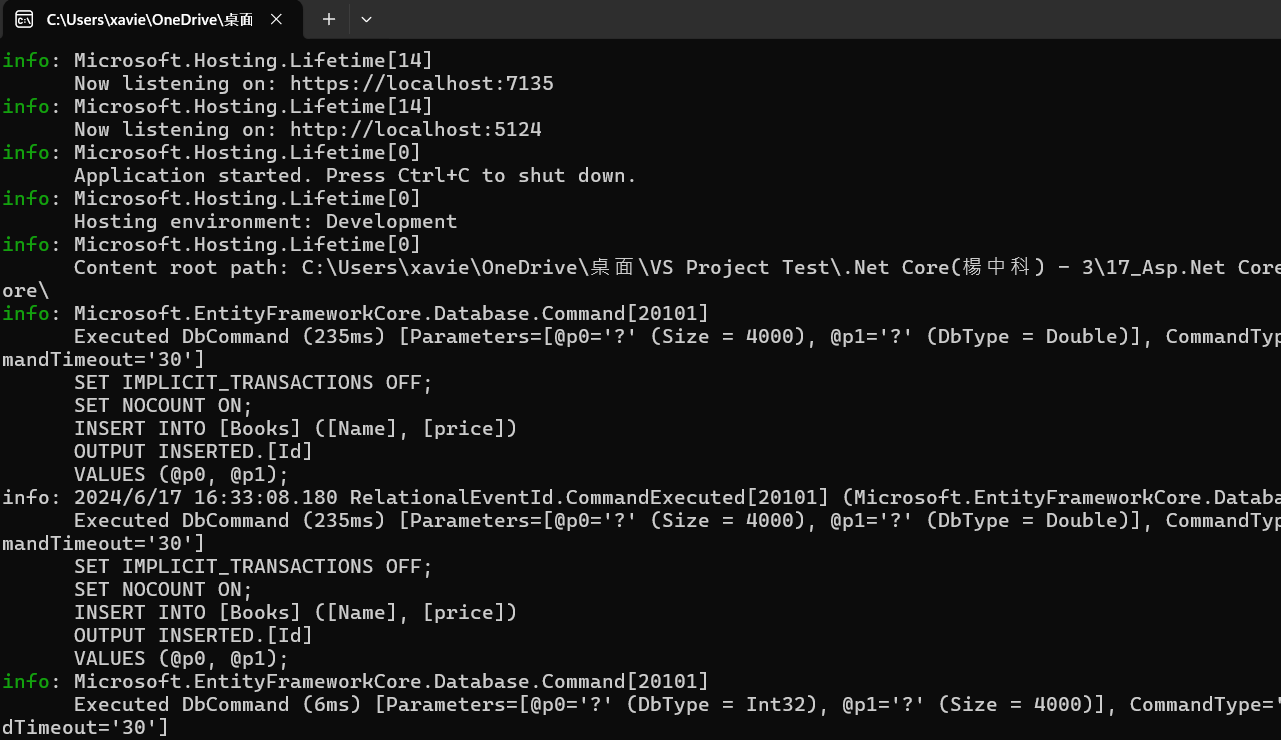 C:\Users\xavie\OneDrive\桌面
info: Microsoft.Hosting.Lifetime[14]
Now listening on: https://localhost:7135
info: Microsoft.Hosting.Lifetime[14]
Now listening on: http://localhost:5124
info: Microsoft.Hosting.Lifetime[0]
Application started. Press Ctrl+C to shut down.
info: Microsoft.Hosting.Lifetime[0]
Hosting environment: Development
info: Microsoft.Hosting.Lifetime[0]
Content root path: C:\Users\xavie\OneDrive\桌面\VS Project Test\.Net Core(楊中科) - 3\17_Asp.Net Core
ore\
info: Microsoft.EntityFrameworkCore.Database.Command[20101]
Executed DbCommand (235ms) [Parameters=[@p0='?' (Size = 4000), @p1='?' (DbType = Double)], CommandTyp
mandTimeout='30']
SET IMPLICIT_TRANSACTIONS OFF;
SET NOCOUNT ON;
INSERT INTO [Books] ([Name], [price])
OUTPUT INSERTED.[Id]
VALUES (@p0, @p1);
info: 2024/6/17 16:33:08.180 RelationalEventId.CommandExecuted[20101] (Microsoft.EntityFrameworkCore.Databa
Executed DbCommand (235ms) [Parameters=[@p0='?' (Size = 4000), @p1='?' (DbType = Double)], CommandTyp
mandTimeout='30']
SET IMPLICIT_TRANSACTIONS OFF;
SET NOCOUNT ON;
INSERT INTO [Books] ([Name], [price])
OUTPUT INSERTED.[Id]
VALUES (@p0, @p1);
info: Microsoft.EntityFrameworkCore.Database.Command[20101]
Executed DbCommand (6ms) [Parameters=[@p0='?' (DbType = Int32), @p1='?' (Size = 4000)], CommandType='
dTimeout='30']